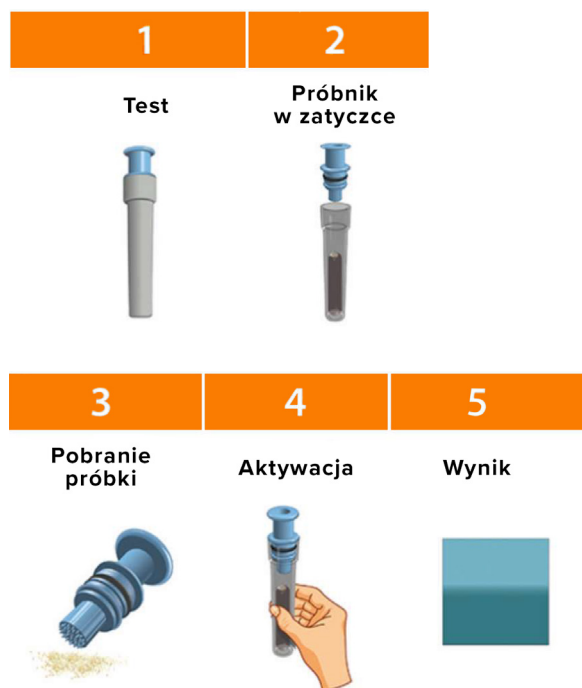 1
2
Test
Próbnik
w zatyczce
3
4
5
Pobranie
próbki
Aktywacja
Wynik